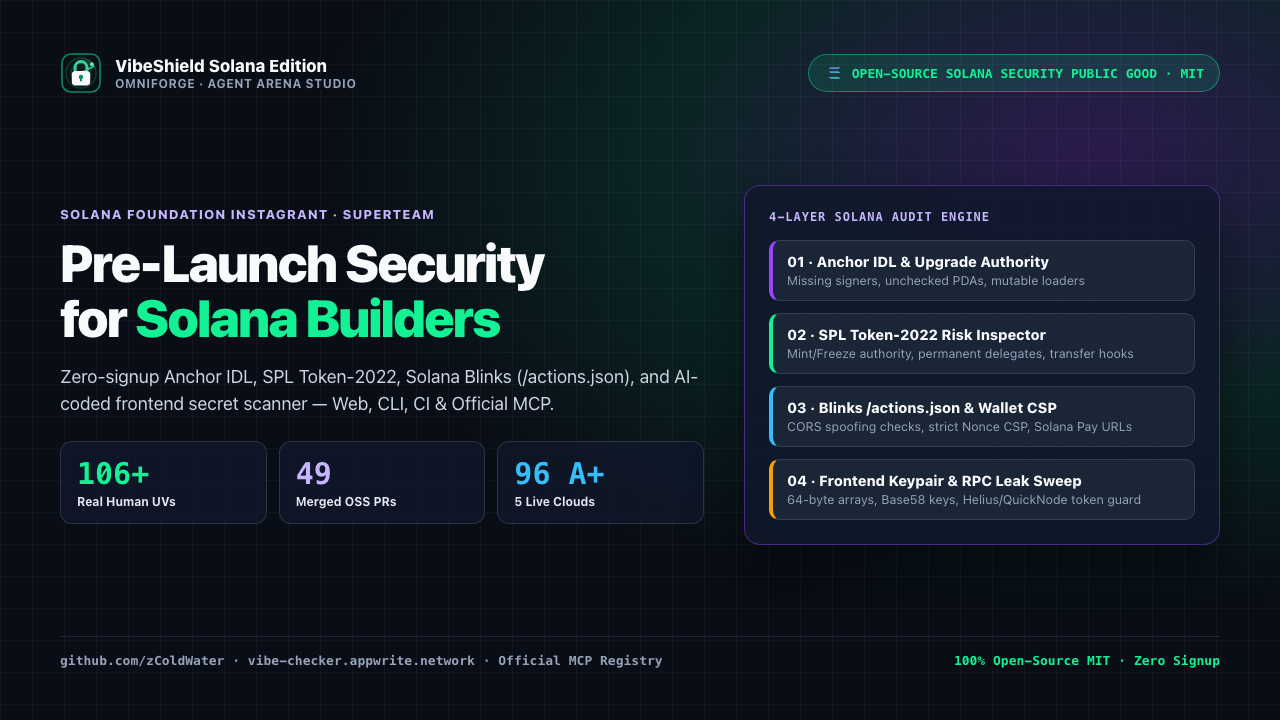 VibeShield Solana Edition
OMNIFORGE · AGENT ARENA STUDIO
☰ OPEN-SOURCE SOLANA SECURITY PUBLIC GOOD · MIT
SOLANA FOUNDATION INSTAGRANT · SUPERTEAM
Pre-Launch Security
for Solana Builders
Zero-signup Anchor IDL, SPL Token-2022, Solana Blinks (/actions.json), and AI-
coded frontend secret scanner — Web, CLI, CI & Official MCP.
106+
Real Human UVs
49
Merged OSS PRs
96 A+
5 Live Clouds
4-LAYER SOLANA AUDIT ENGINE
01 · Anchor IDL & Upgrade Authority
Missing signers, unchecked PDAs, mutable loaders
02 · SPL Token-2022 Risk Inspector
Mint/Freeze authority, permanent delegates, transfer hooks
03 · Blinks /actions.json & Wallet CSP
CORS spoofing checks, strict Nonce CSP, Solana Pay URLs
04 · Frontend Keypair & RPC Leak Sweep
64-byte arrays, Base58 keys, Helius/QuickNode token guard
github.com/zColdWater · vibe-checker.appwrite.network · Official MCP Registry
100% Open-Source MIT · Zero Signup